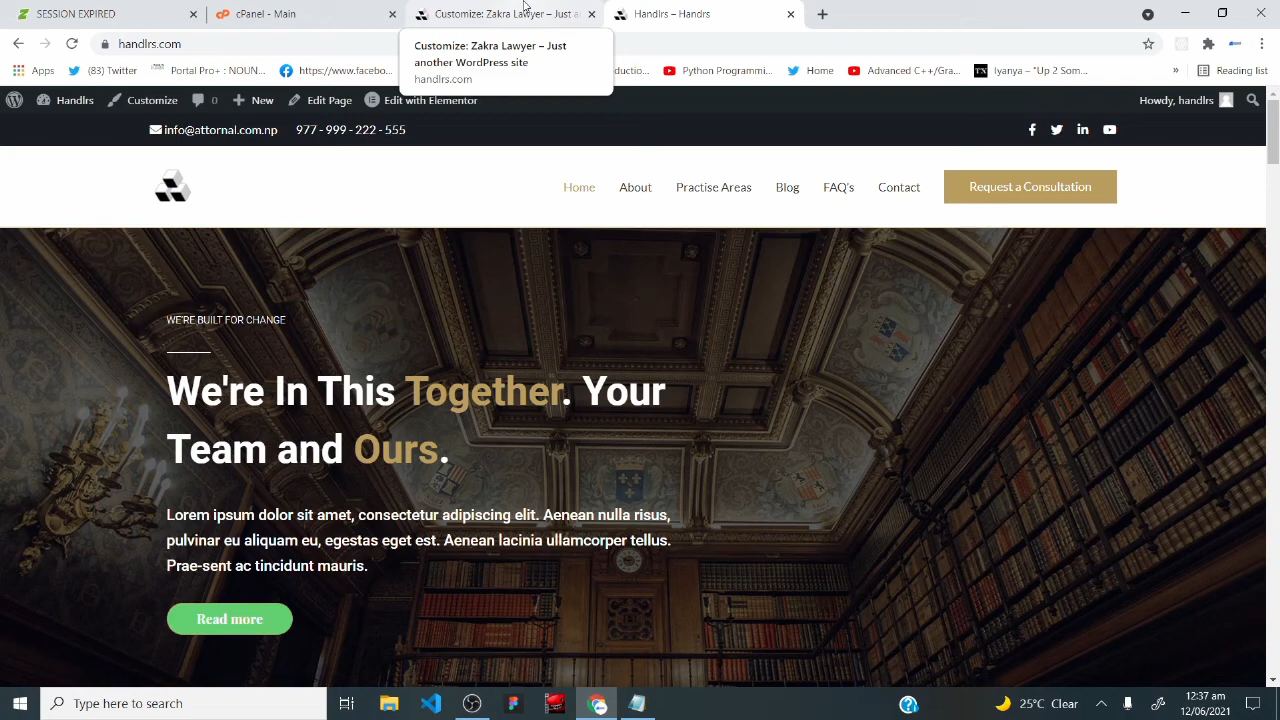 SESSION EXPIRED
cPanel - Main
Customize: Zakra Lawyer – Just a
Handlrs – Handrs
handlrs.com
Customize: Zakra Lawyer – Just
another WordPress site
handlrs.com
Apps
(83) Twitter
Portal Pro+ : NOUN...
https://www.facebo...
oductio...
Python Programmi...
Home
Advanced C++/Gra...
TX
Iyanya – "Up 2 Som...
»
Reading list
Handlrs
Customize
0
New
Edit Page
Edit with Elementor
Howdy, handlrs
info@attornal.com.np
977 - 999 - 222 - 555
Home
About
Practise Areas
Blog
FAQ's
Contact
Request a Consultation
WE'RE BUILT FOR CHANGE
We're In This Together. Your
Team and Ours.
Lorem ipsum dolor sit amet, consectetur adipiscing elit. Aenean nulla risus,
pulvinar eu aliquam eu, egestas eget est. Aenean lacinia ullamcorper tellus.
Prae-sent ac tincidunt mauris.
Read more
Type here to search
25°C Clear
12:37 am
12/06/2021